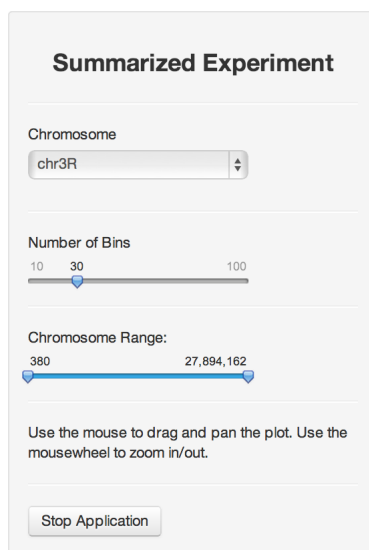 Summarized Experiment
Chromosome
chr3R
Number of Bins
10 30 100
Chromosome Range:
380 27,894,162
Use the mouse to drag and pan the plot. Use the
mousewheel to zoom in/out.
Stop Application